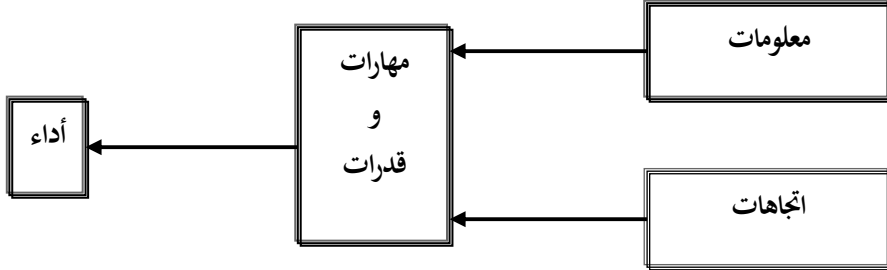 معلومات
اتجاهات
مهارات
و
قدرات
أداء